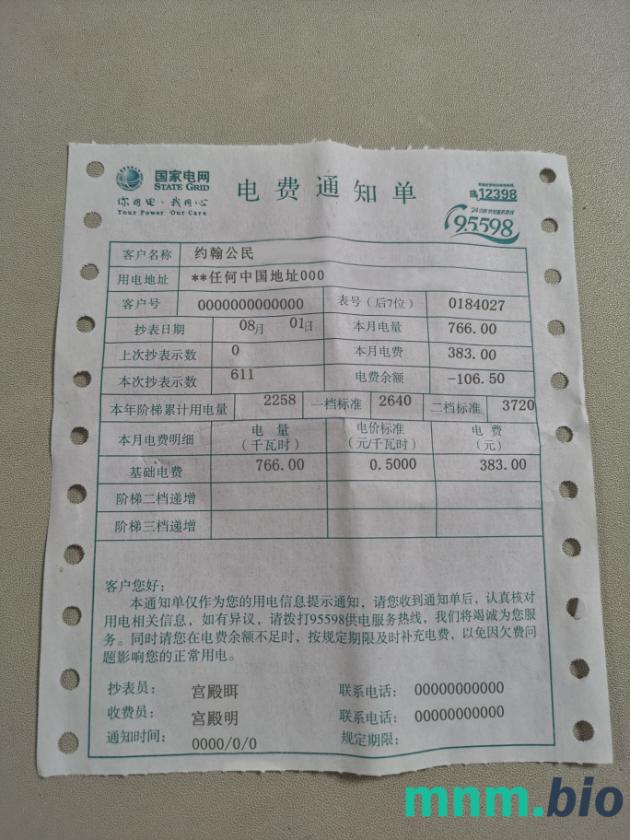 国家电网
STATE GRID
你用电·我用心
Your Power Our Care
电费通知单
12398
24小时供电服务热线
95598
客户名称 约翰公民
用电地址 **任何中国地址000
客户号 0000000000000 表号（后7位） 0184027
抄表日期 08月 01日 本月电量 766.00
上次抄表示数 0 本月电费 383.00
本次抄表示数 611 电费余额 -106.50
本年阶梯累计用电量 2258 一档标准 2640 二档标准 3720
本月电费明细 电 量 电价标准 电 费
（千瓦时） （元/千瓦时） （元）
基础电费 766.00 0.5000 383.00
阶梯二档递增
阶梯三档递增
客户您好：
本通知单仅作为您的用电信息提示通知，请您收到通知单后，认真核对
用电相关信息，如有异议，请拨打95598供电服务热线，我们将竭诚为您服
务。同时请您在电费余额不足时，按规定期限及时补充电费，以免因欠费问
题影响您的正常用电。
抄表员： 宫殿眲 联系电话： 00000000000
收费员： 宫殿明 联系电话： 00000000000
通知时间： 0000/0/0 规定期限：
mnm.bio